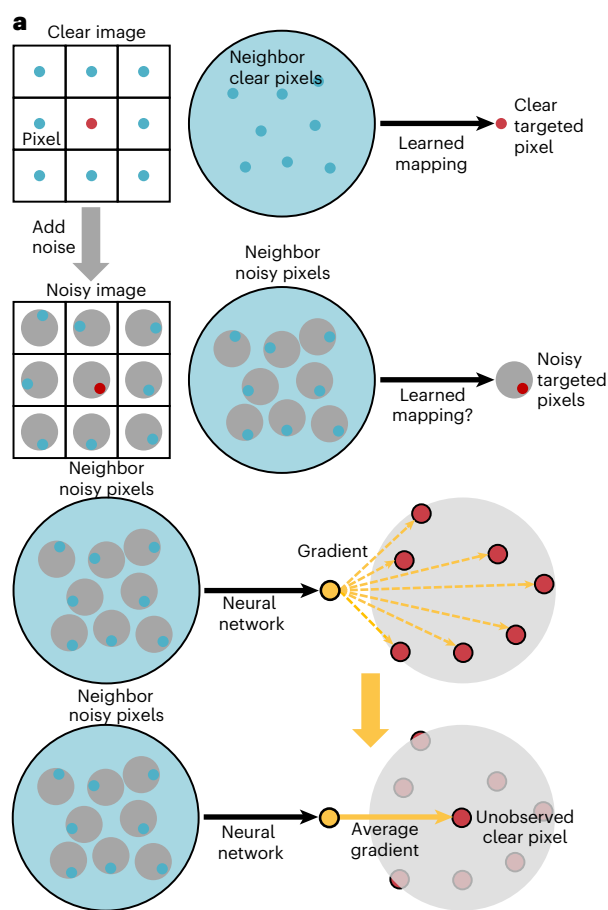 a
Clear image
Pixel
Neighbor
clear pixels
Learned
mapping
Clear
targeted
pixel
Add
noise
Noisy image
Neighbor
noisy pixels
Learned
mapping?
Noisy
targeted
pixels
Neighbor
noisy pixels
Neural
network
Gradient
Neighbor
noisy pixels
Neural
network
Average
gradient
Unobserved
clear pixel